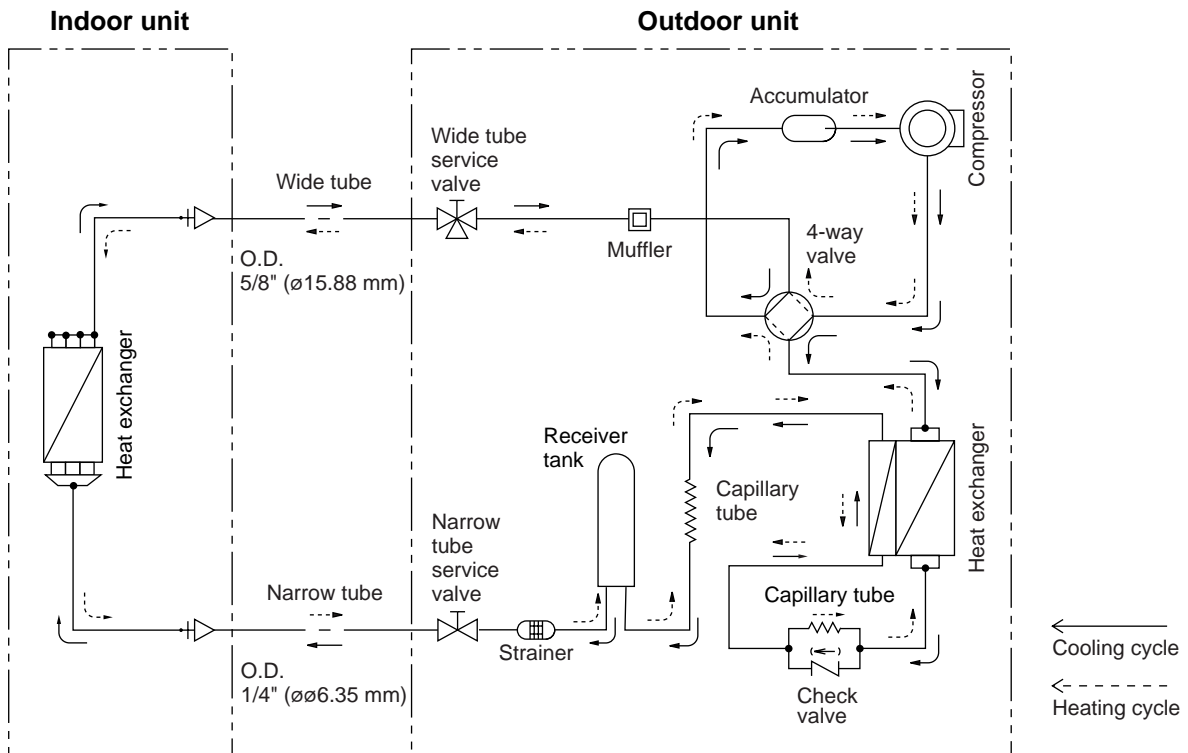 Indoor unit
Outdoor unit
Accumulator
Compressor
Wide tube
service
valve
Wide tube
Muffler
4-way
valve
O.D.
5/8" (ø15.88 mm)
Heat exchanger
Receiver
tank
Capillary
tube
Heat exchanger
Narrow
tube
service
valve
Narrow tube
Capillary tube
Strainer
Check
valve
O.D.
1/4" (øø6.35 mm)
Cooling cycle
Heating cycle